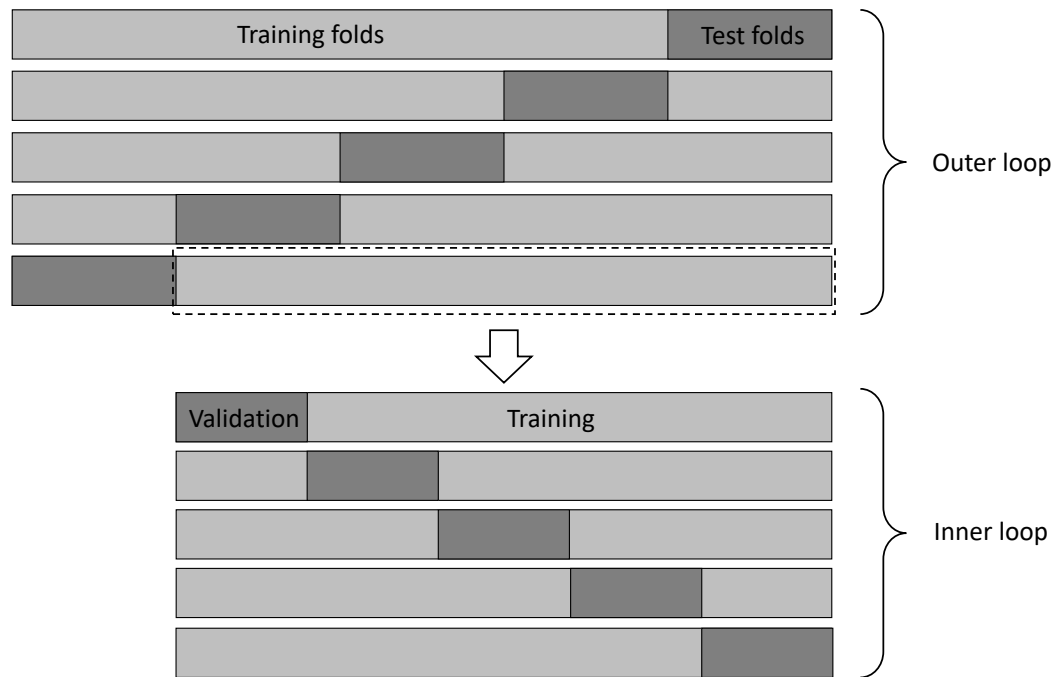 Training folds
Test folds
Outer loop
Validation
Training
Inner loop